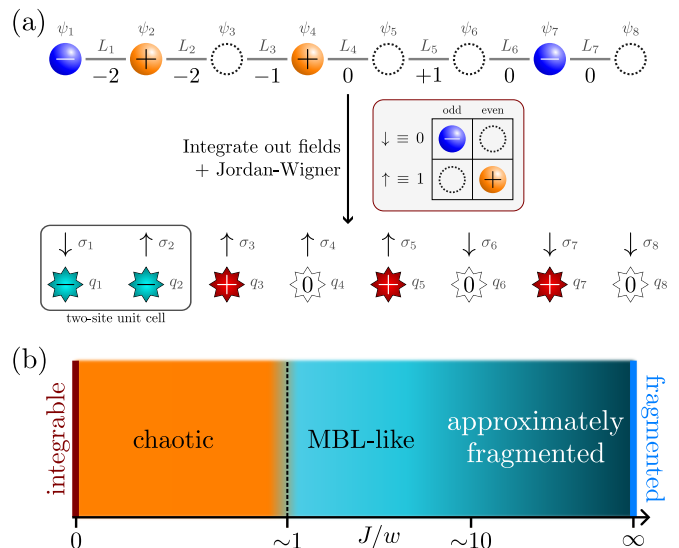 (a)
ψ1 L1 ψ2 L2 ψ3 L3 ψ4 L4 ψ5 L5 ψ6 L6 ψ7 L7 ψ8
− −2 + −2 −1 + 0 +1 0 − 0
Integrate out fields
+ Jordan-Wigner
odd even
↓ ≡ 0 −
↑ ≡ 1 +
↓ σ1 ↑ σ2 ↑ σ3 ↑ σ4 ↑ σ5 ↓ σ6 ↓ σ7 ↓ σ8
− q1 − q2 + q3 0 q4 + q5 0 q6 + q7 0 q8
two-site unit cell
(b)
integrable
chaotic
MBL-like
approximately
fragmented
fragmented
0 ~1 J/w ~10 ∞